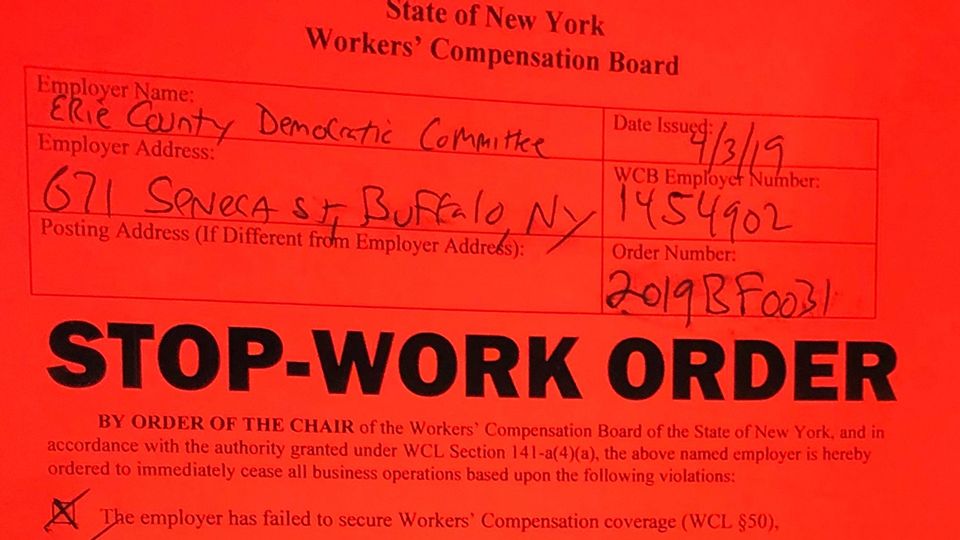 State of New York
Workers' Compensation Board
Employer Name:
Erie County Democratic Committee
Date Issued:
4/3/19
Employer Address:
671 Seneca St, Buffalo, NY
WCB Employer Number:
1454902
Posting Address (If Different from Employer Address):
Order Number:
2019BF0031
STOP-WORK ORDER
BY ORDER OF THE CHAIR of the Workers' Compensation Board of the State of New York, and in
accordance with the authority granted under WCL Section 141-a(4)(a), the above named employer is hereby
ordered to immediately cease all business operations based upon the following violations:
The employer has failed to secure Workers' Compensation coverage (WCL §50),